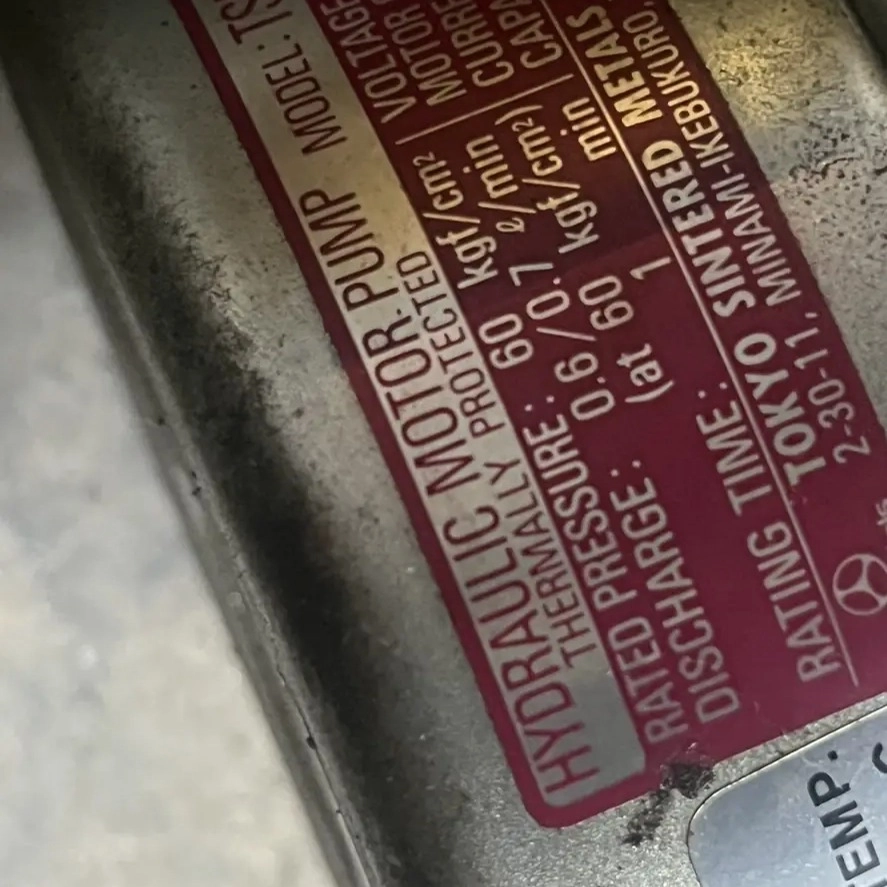 HYDRAULIC MOTOR PUMP MODEL: TS
THERMALLY PROTECTED
RATED PRESSURE: 60 kgf/cm² VOLTAGE
DISCHARGE: 0.6/0.7 ℓ/min MOTOR
(at 60 kgf/cm²) CURRE
RATING TIME: 1 min CAPA
TOKYO SINTERED METALS
2-30-11, MINAMI-IKEBUKURO,
TEMP.